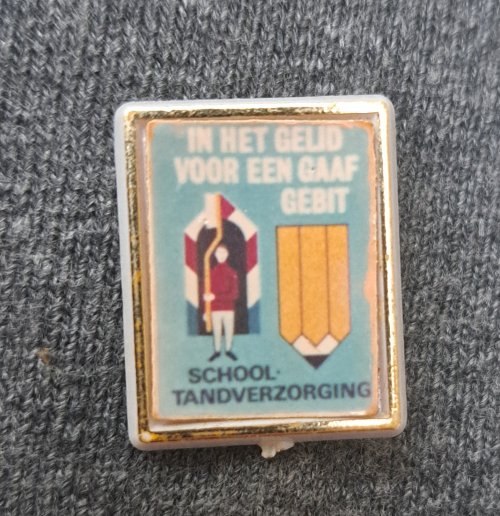 IN HET GELID
VOOR EEN GAAF
GEBIT
SCHOOL-
TANDVERZORGING